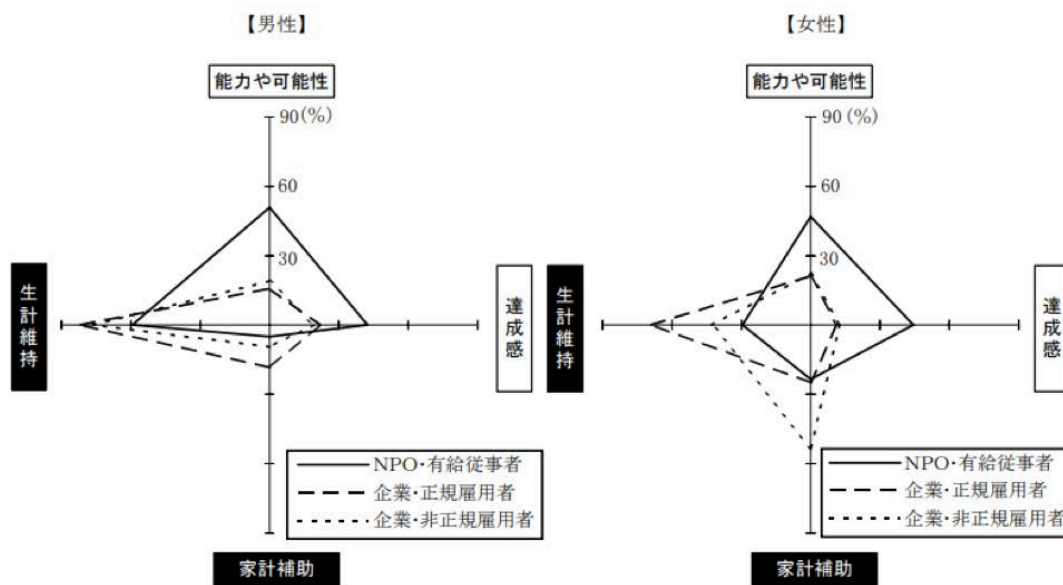 【男性】
能力や可能性
90(%)
60
30
生計維持
達成感
NPO・有給従事者
企業・正規雇用者
企業・非正規雇用者
家計補助
【女性】
能力や可能性
90(%)
60
30
生計維持
達成感
NPO・有給従事者
企業・正規雇用者
企業・非正規雇用者
家計補助